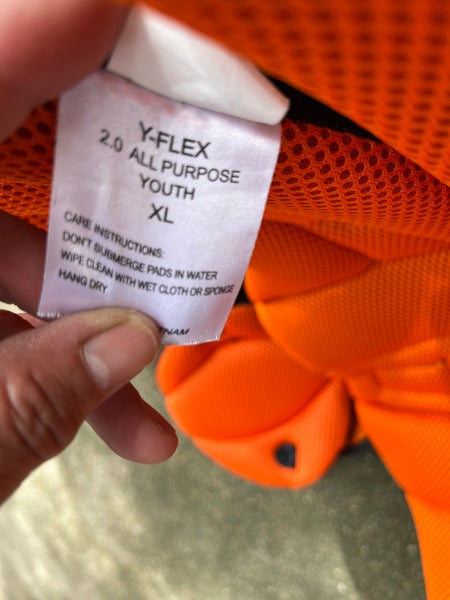 Y-FLEX
2.0 ALL PURPOSE
YOUTH
XL
CARE INSTRUCTIONS:
DON'T SUBMERGE PADS IN WATER
WIPE CLEAN WITH WET CLOTH OR SPONGE
HANG DRY